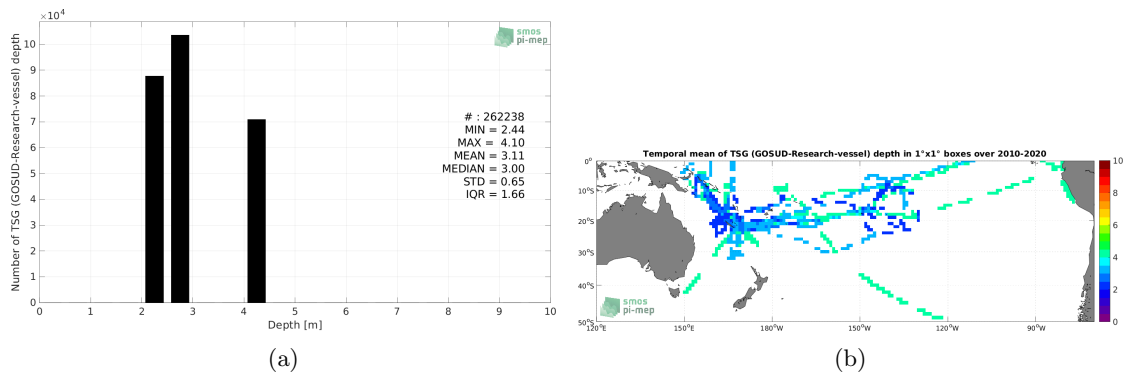 ×10⁴
10
9
8
7
6
5
4
3
2
1
0
Number of TSG (GOSUD-Research-vessel) depth
smos
pi-mep
# : 262238
MIN = 2.44
MAX = 4.10
MEAN = 3.11
MEDIAN = 3.00
STD = 0.65
IQR = 1.66
0 1 2 3 4 5 6 7 8 9 10
Depth [m]
(a)
Temporal mean of TSG (GOSUD-Research-vessel) depth in 1°x1° boxes over 2010-2020
0°
10°S
20°S
30°S
40°S
50°S
120°E 150°E 180°W 150°W 120°W 90°W
smos
pi-mep
10
8
6
4
2
0
(b)